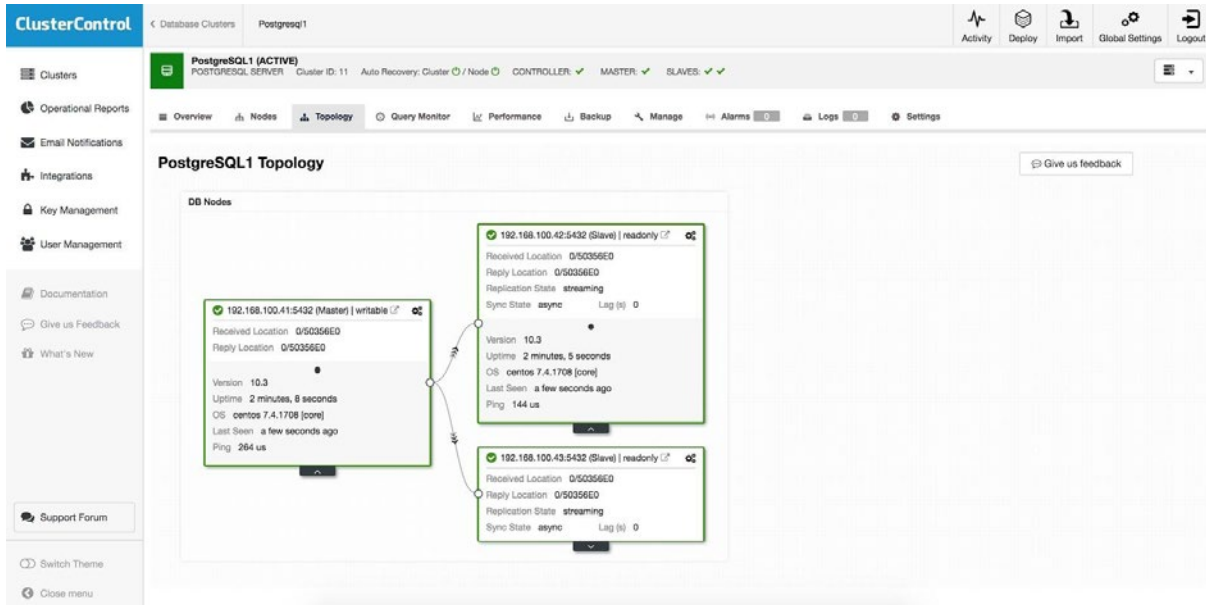 ClusterControl
< Database Clusters Postgresql1
Activity Deploy Import Global Settings Logout
Clusters
Operational Reports
Email Notifications
Integrations
Key Management
User Management
Documentation
Give us Feedback
What's New
Support Forum
Switch Theme
Close menu
PostgreSQL1 (ACTIVE)
POSTGRESQL SERVER Cluster ID: 11 Auto Recovery: Cluster / Node CONTROLLER: ✔ MASTER: ✔ SLAVES: ✔ ✔
Overview Nodes Topology Query Monitor Performance Backup Manage Alarms 0 Logs 0 Settings
PostgreSQL1 Topology
Give us feedback
DB Nodes
192.168.100.41:5432 (Master) | writable
Received Location 0/50356E0
Reply Location 0/50356E0
Version 10.3
Uptime 2 minutes, 8 seconds
OS centos 7.4.1708 [core]
Last Seen a few seconds ago
Ping 264 us
192.168.100.42:5432 (Slave) | readonly
Received Location 0/50356E0
Reply Location 0/50356E0
Replication State streaming
Sync State async Lag (s) 0
Version 10.3
Uptime 2 minutes, 5 seconds
OS centos 7.4.1708 [core]
Last Seen a few seconds ago
Ping 144 us
192.168.100.43:5432 (Slave) | readonly
Received Location 0/50356E0
Reply Location 0/50356E0
Replication State streaming
Sync State async Lag (s) 0